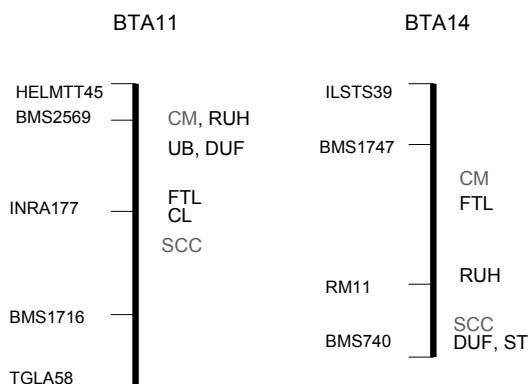 BTA11
HELMTT45
BMS2569
CM, RUH
UB, DUF
INRA177
FTL
CL
SCC
BMS1716
TGLA58
BTA14
ILSTS39
BMS1747
CM
FTL
RM11
RUH
SCC
BMS740
DUF, ST